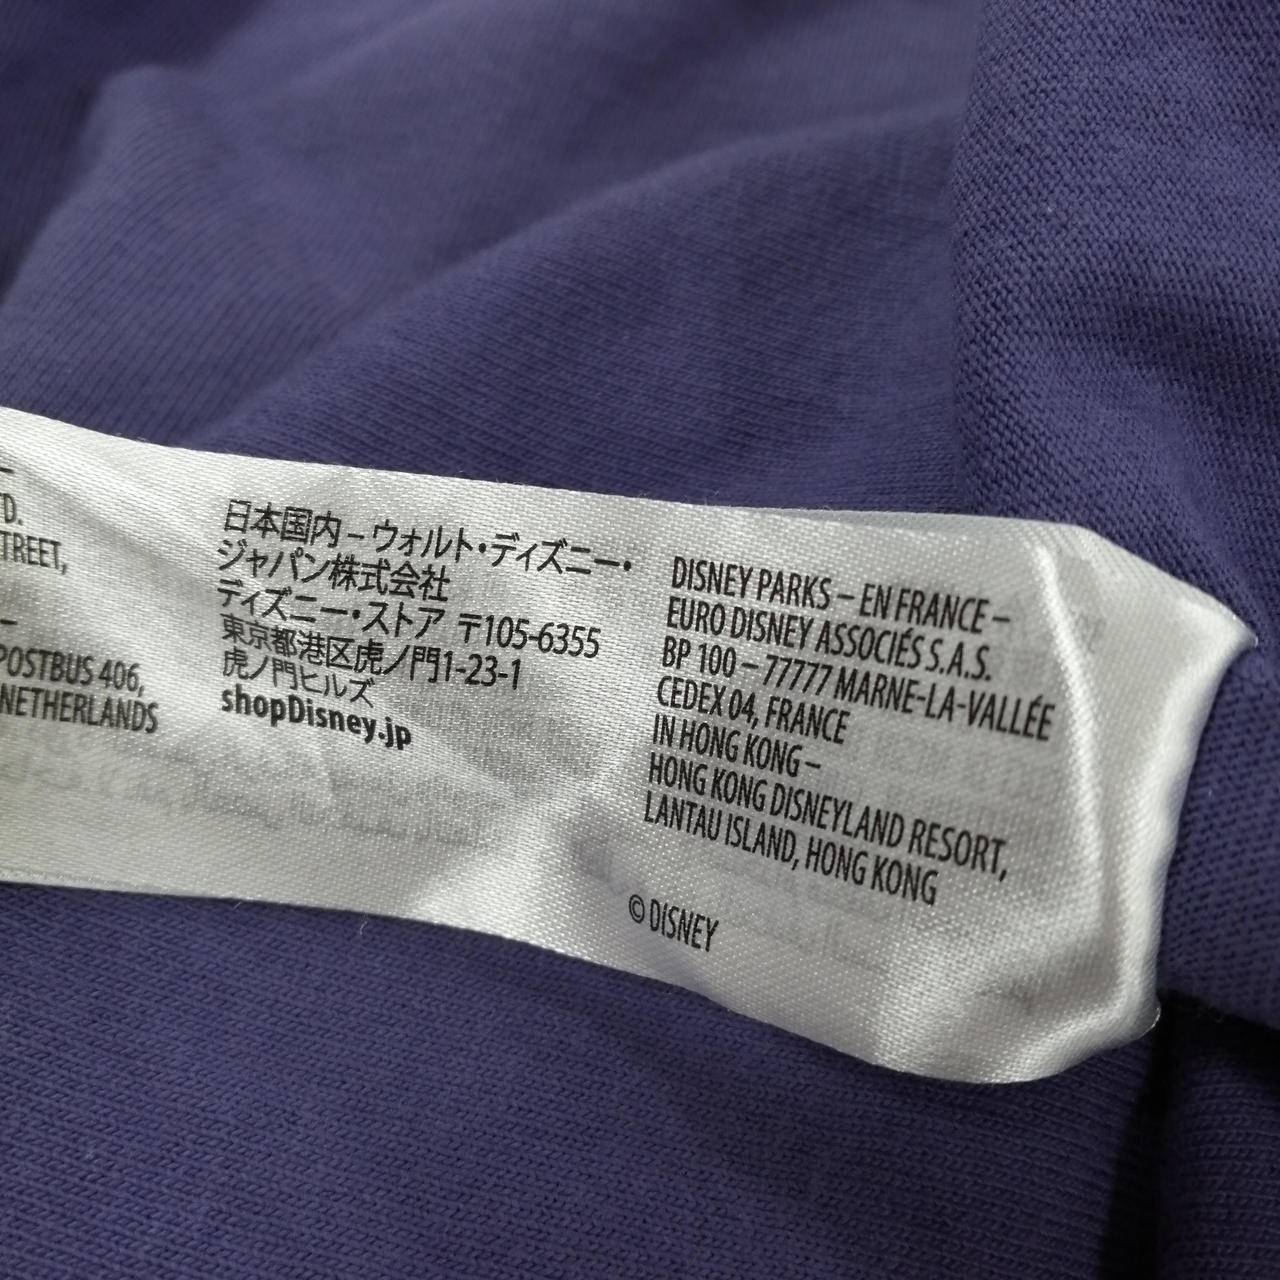 TD.
TREET,
POSTBUS 406,
NETHERLANDS
日本国内 – ウォルト・ディズニー・
ジャパン株式会社
ディズニー・ストア 〒105-6355
東京都港区虎ノ門1-23-1
虎ノ門ヒルズ
shopDisney.jp
DISNEY PARKS – EN FRANCE –
EURO DISNEY ASSOCIÉS S.A.S.
BP 100 – 77777 MARNE-LA-VALLÉE
CEDEX 04, FRANCE
IN HONG KONG –
HONG KONG DISNEYLAND RESORT,
LANTAU ISLAND, HONG KONG
© DISNEY